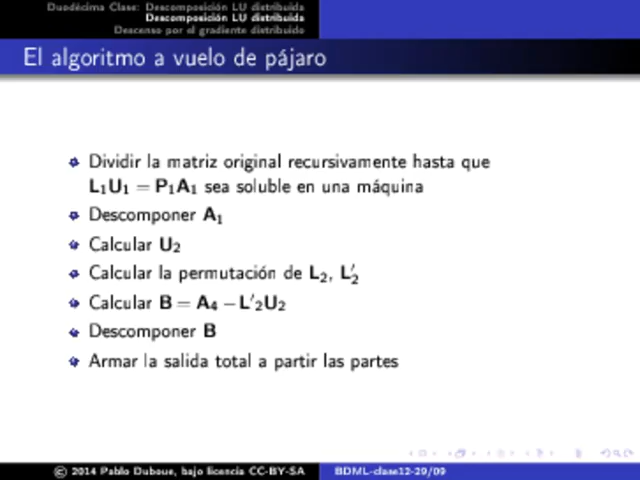 Duodécima Clase: Descomposición LU distribuida
Descomposición LU distribuida
Descenso por el gradiente distribuido
El algoritmo a vuelo de pájaro
Dividir la matriz original recursivamente hasta que
L₁U₁ = P₁A₁ sea soluble en una máquina
Descomponer A₁
Calcular U₂
Calcular la permutación de L₂, L′₂
Calcular B = A₄ − L′₂U₂
Descomponer B
Armar la salida total a partir las partes
© 2014 Pablo Duboue, bajo licencia CC-BY-SA
BDML-clase12-29/09